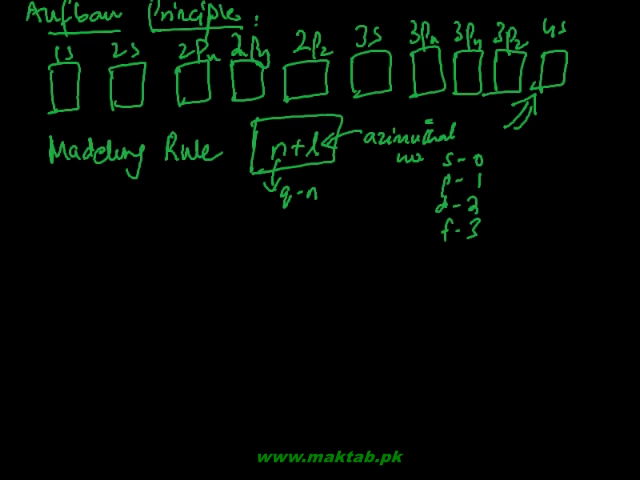 Aufbau Principle:
1s 2s 2px 2py 2pz 3s 3px 3py 3pz 4s
Madelung Rule n+l azimuthal no
s-0
q-n p-1
d-2
f-3
www.maktab.pk